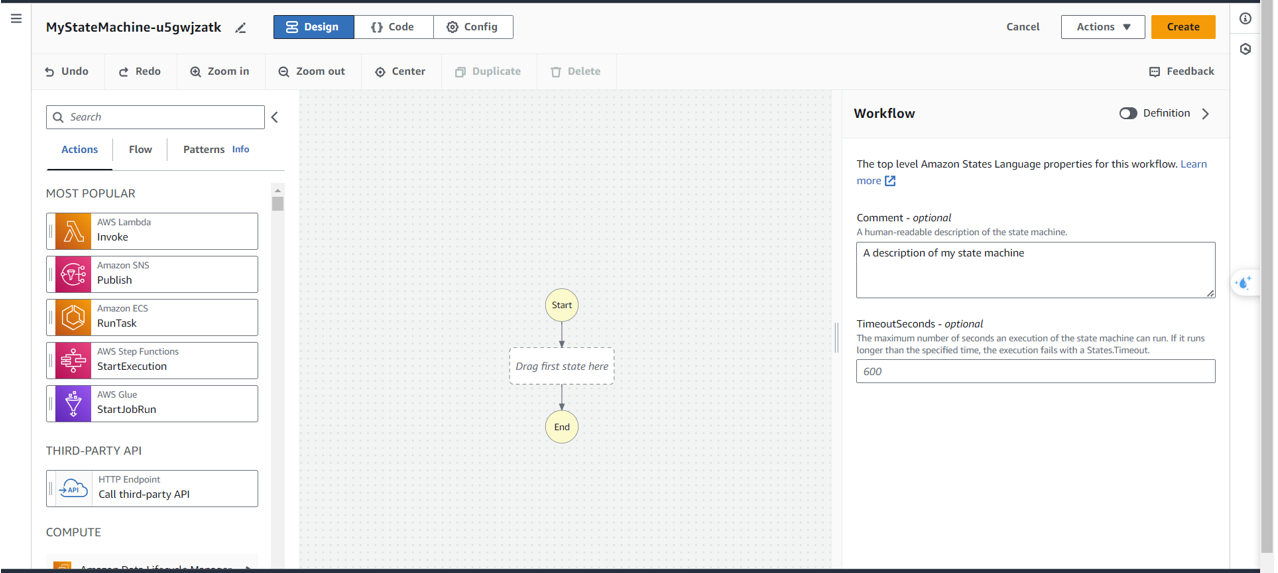 MyStateMachine-u5gwjzatk
Design
{} Code
Config
Cancel
Actions
Create
Undo
Redo
Zoom in
Zoom out
Center
Duplicate
Delete
Feedback
Search
Actions
Flow
Patterns
Info
MOST POPULAR
AWS Lambda
Invoke
Amazon SNS
Publish
Amazon ECS
RunTask
AWS Step Functions
StartExecution
AWS Glue
StartJobRun
THIRD-PARTY API
API
HTTP Endpoint
Call third-party API
COMPUTE
Amazon Data Lifecycle Manager
Start
Drag first state here
End
Workflow
Definition
The top level Amazon States Language properties for this workflow. Learn
more
Comment - optional
A human-readable description of the state machine.
A description of my state machine
TimeoutSeconds - optional
The maximum number of seconds an execution of the state machine can run. If it runs
longer than the specified time, the execution fails with a States.Timeout.
600